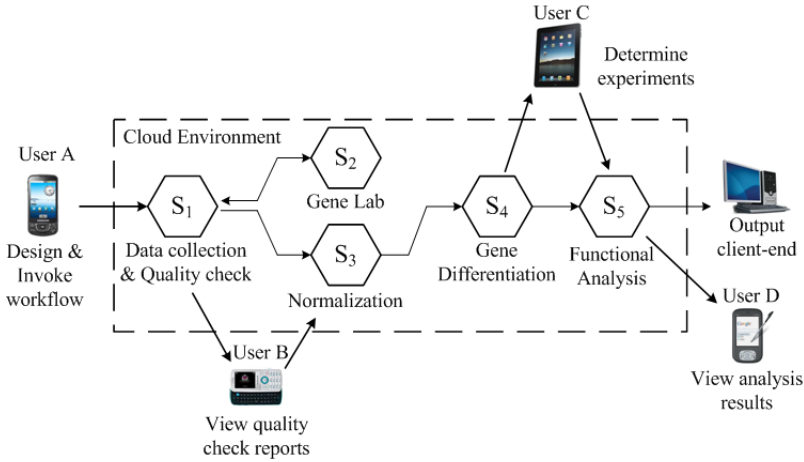 User C
Determine
experiments
Cloud Environment
User A
S2
Gene Lab
S1
S4
S5
Design &
Invoke
workflow
Data collection
& Quality check
S3
Normalization
Gene
Differentiation
Functional
Analysis
Output
client-end
User B
View quality
check reports
User D
View analysis
results